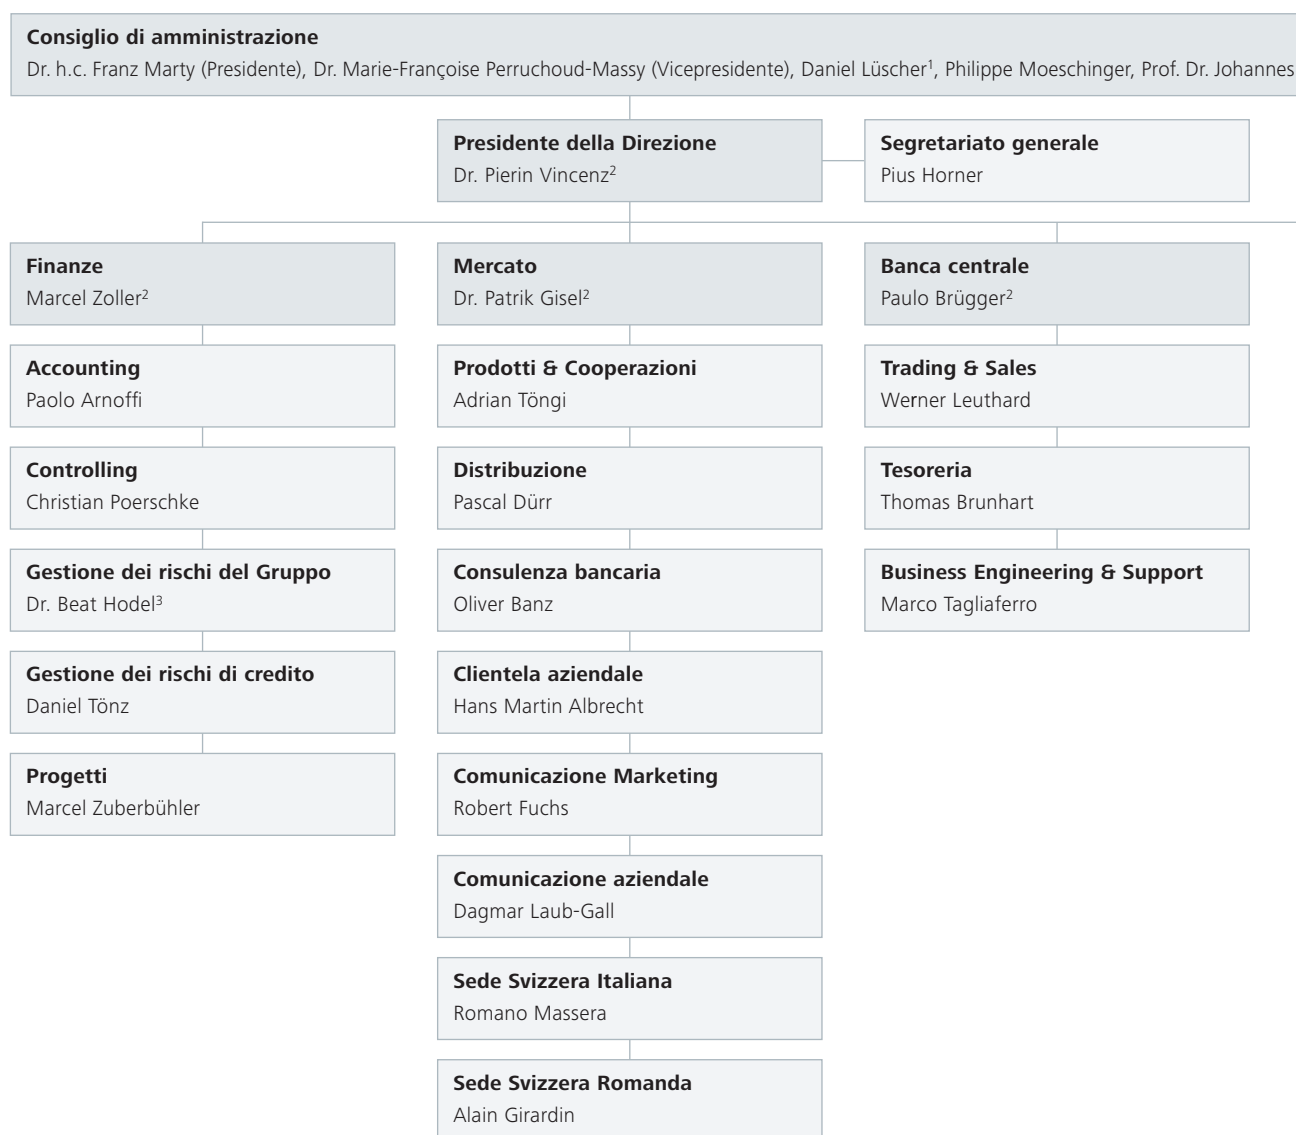 Consiglio di amministrazione
Dr. h.c. Franz Marty (Presidente), Dr. Marie-Françoise Perruchoud-Massy (Vicepresidente), Daniel Lüscher¹, Philippe Moeschinger, Prof. Dr. Johannes
Presidente della Direzione
Dr. Pierin Vincenz²
Segretariato generale
Pius Horner
Finanze
Marcel Zoller²
Accounting
Paolo Arnoffi
Controlling
Christian Poerschke
Gestione dei rischi del Gruppo
Dr. Beat Hodel³
Gestione dei rischi di credito
Daniel Tönz
Progetti
Marcel Zuberbühler
Mercato
Dr. Patrik Gisel²
Prodotti & Cooperazioni
Adrian Töngi
Distribuzione
Pascal Dürr
Consulenza bancaria
Oliver Banz
Clientela aziendale
Hans Martin Albrecht
Comunicazione Marketing
Robert Fuchs
Comunicazione aziendale
Dagmar Laub-Gall
Sede Svizzera Italiana
Romano Massera
Sede Svizzera Romanda
Alain Girardin
Banca centrale
Paulo Brügger²
Trading & Sales
Werner Leuthard
Tesoreria
Thomas Brunhart
Business Engineering & Support
Marco Tagliaferro